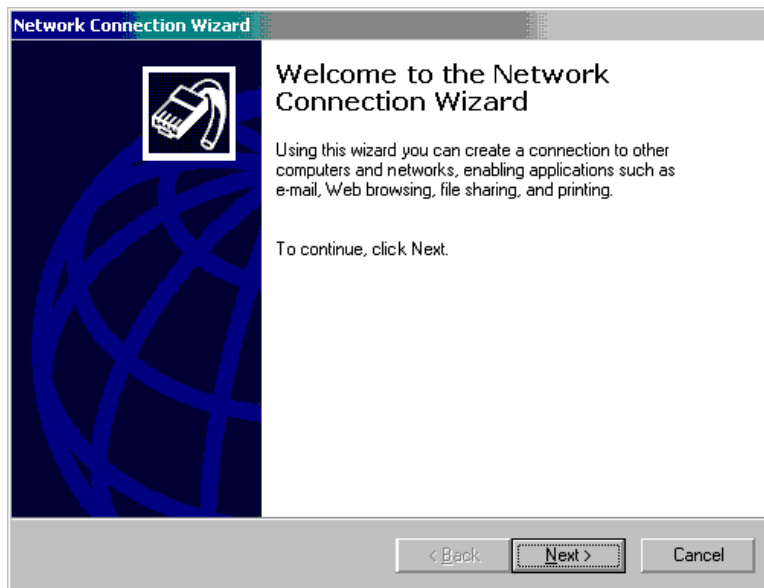 Network Connection Wizard
Welcome to the Network
Connection Wizard
Using this wizard you can create a connection to other
computers and networks, enabling applications such as
e-mail, Web browsing, file sharing, and printing.
To continue, click Next.
< Back Next > Cancel